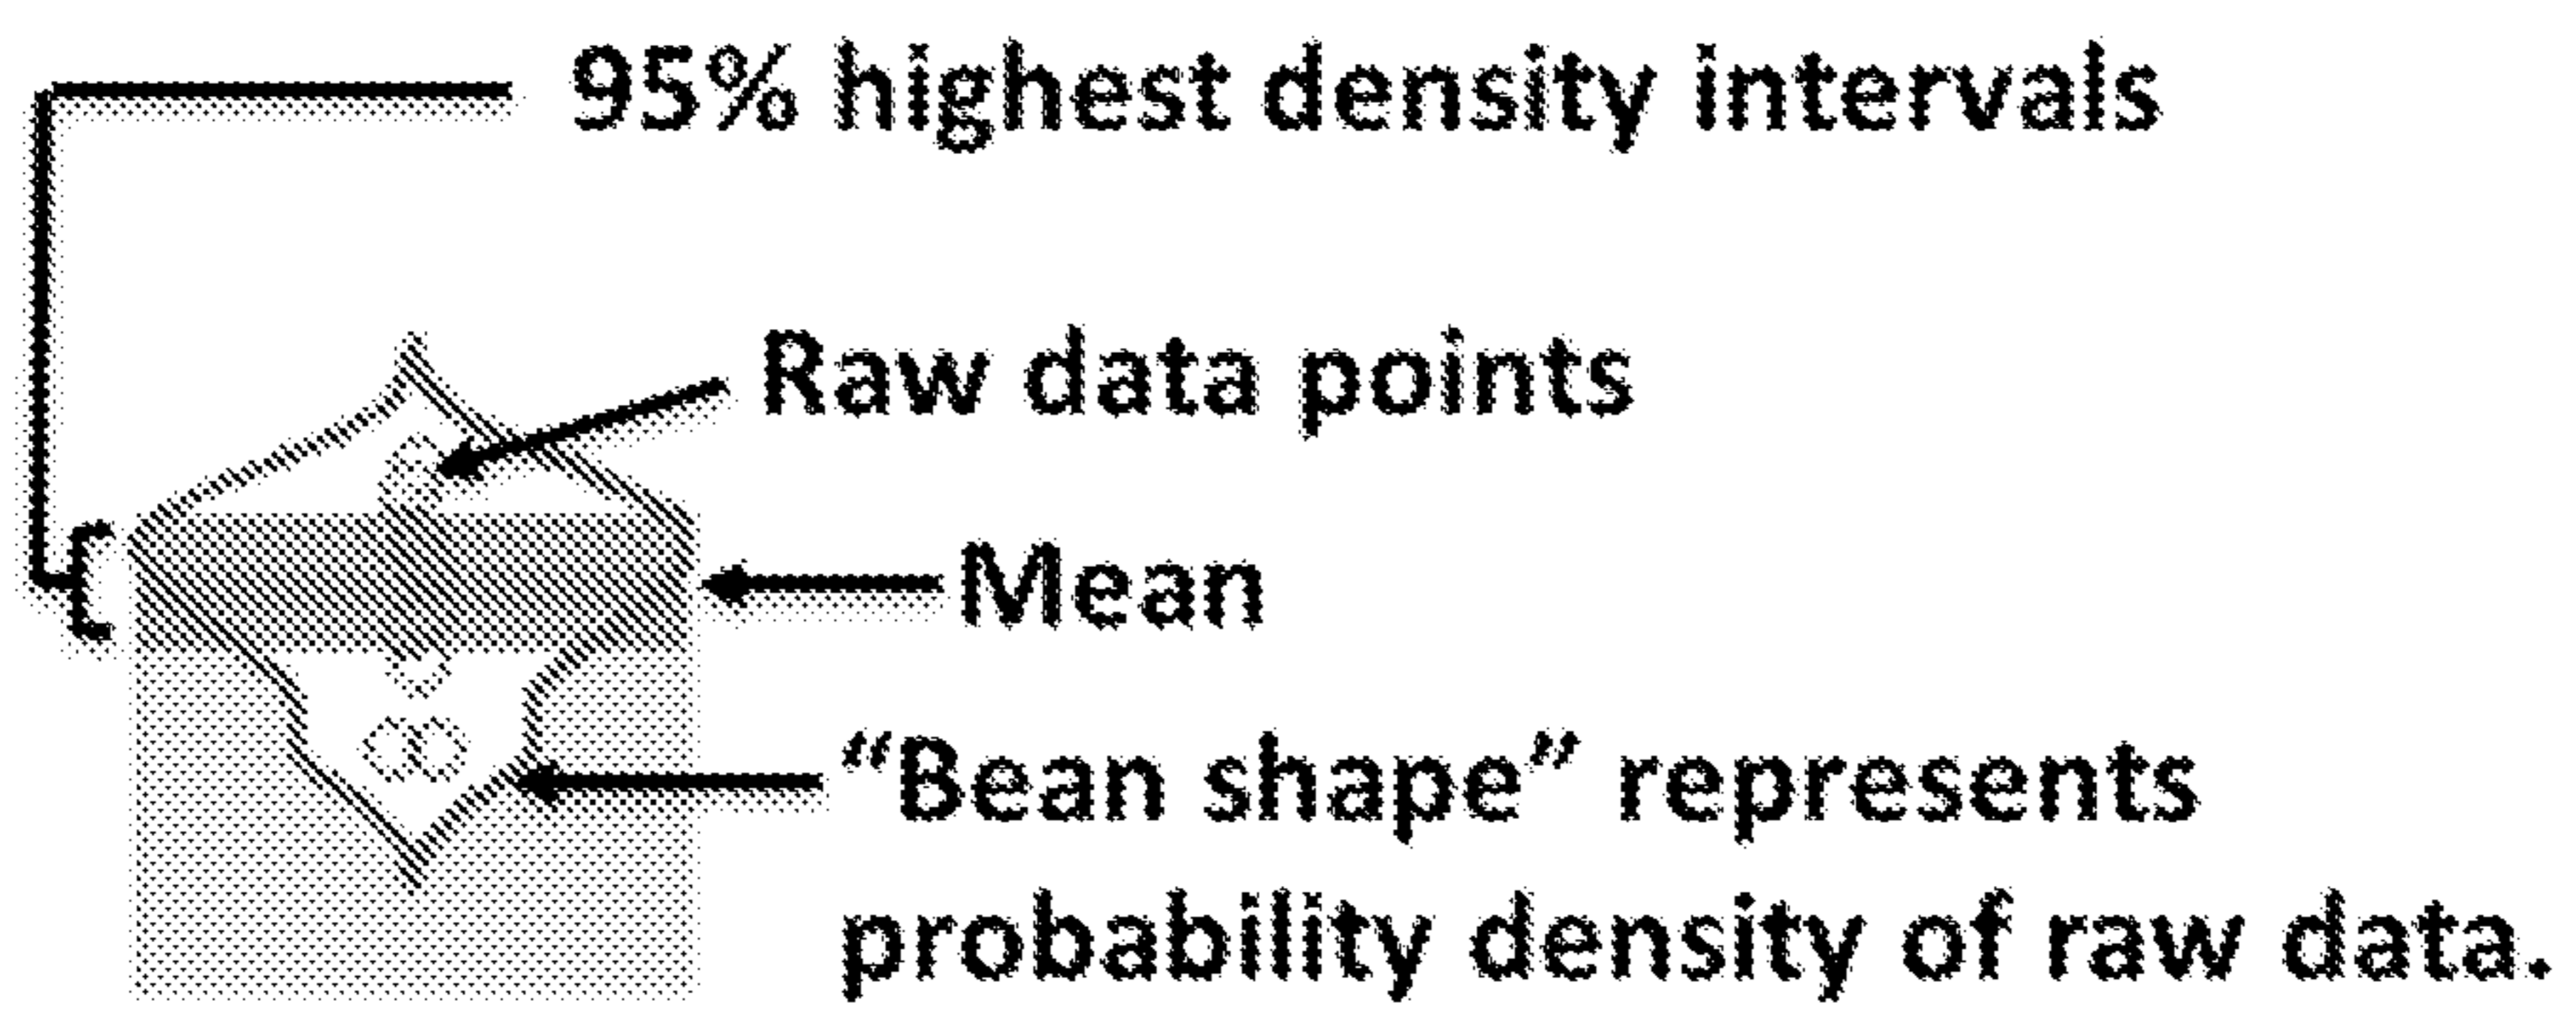 95% highest density intervals
Raw data points
Mean
“Bean shape” represents
probability density of raw data.